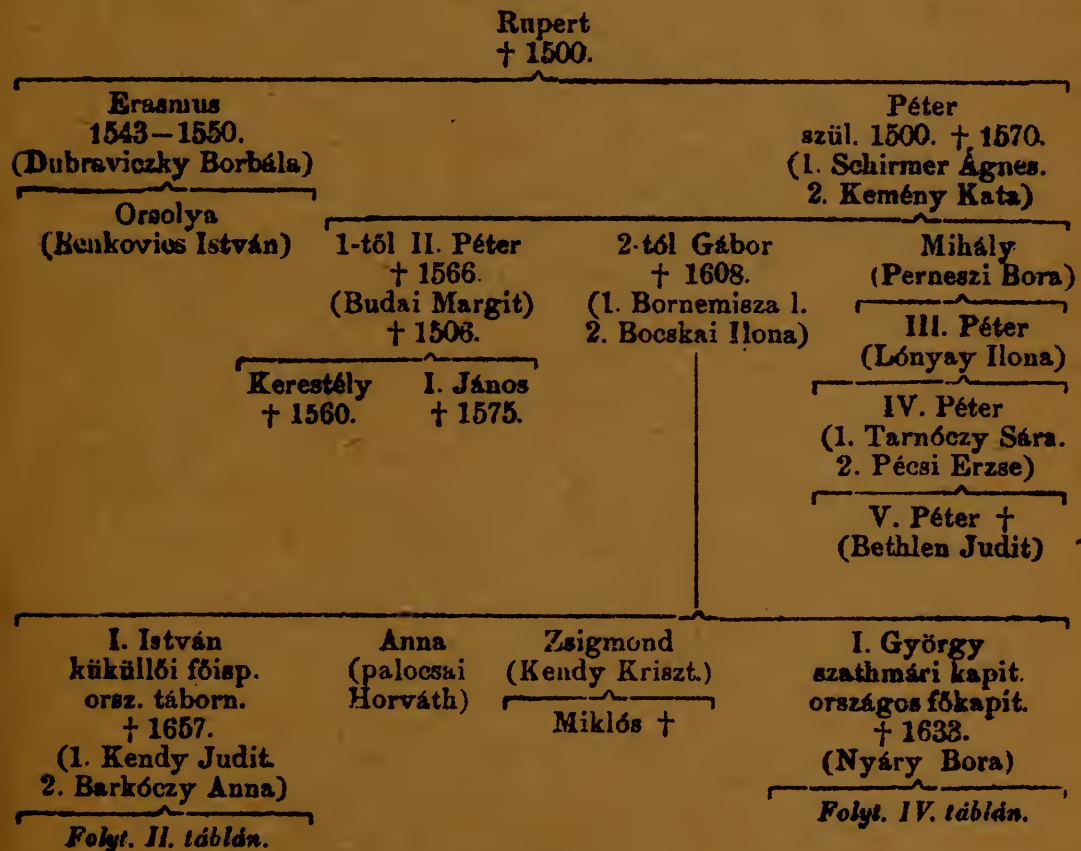 Rupert
† 1500.
Erasmus
1543—1550.
(Dubraviczky Borbála)
Orsolya
(Benkovics István)
Péter
szül. 1500. † 1570.
(1. Schirmer Ágnes.
2. Kemény Kata)
1-től II. Péter
† 1566.
(Budai Margit)
† 1506.
Kerestély
† 1560.
I. János
† 1575.
2-tól Gábor
† 1608.
(1. Bornemisza l.
2. Bocskai Ilona)
Mihály
(Perneszi Bora)
III. Péter
(Lónyay Ilona)
IV. Péter
(1. Tarnóczy Sára.
2. Pécsi Erzse)
V. Péter †
(Bethlen Judit)
I. István
küküllői főisp.
orsz. táborn.
† 1657.
(1. Kendy Judit.
2. Barkóczy Anna)
Folyt. II. táblán.
Anna
(palocsai
Horváth)
Zsigmond
(Kendy Kriszt.)
Miklós †
I. György
szathmári kapit.
országos főkapit.
† 1633.
(Nyáry Bora)
Folyt. IV. táblán.